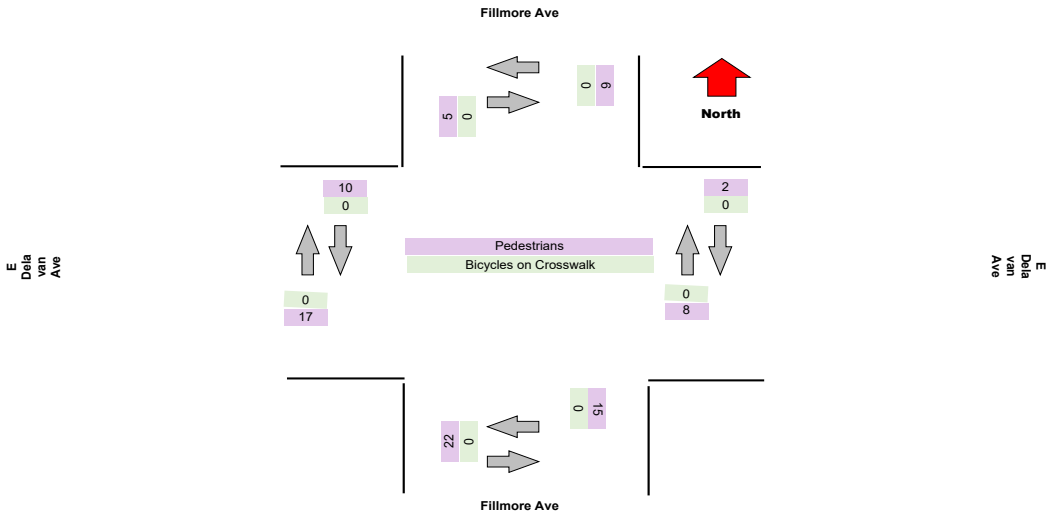 Fillmore Ave
0
6
5
0
North
10
0
2
0
Pedestrians
Bicycles on Crosswalk
E
Dela
van
Ave
E
Dela
van
Ave
0
17
0
8
0
15
22
0
Fillmore Ave